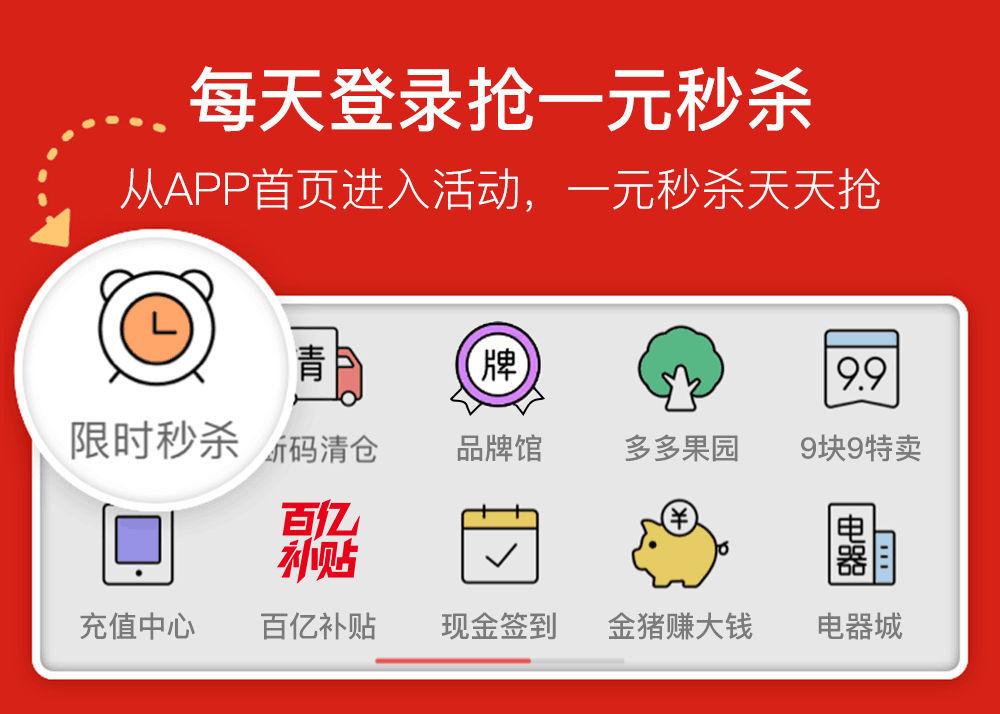 每天登录抢一元秒杀
从APP首页进入活动，一元秒杀天天抢
清
牌
9.9
限时秒杀
断码清仓
品牌馆
多多果园
9块9特卖
百亿
补贴
¥
电
器
充值中心
百亿补贴
现金签到
金猪赚大钱
电器城